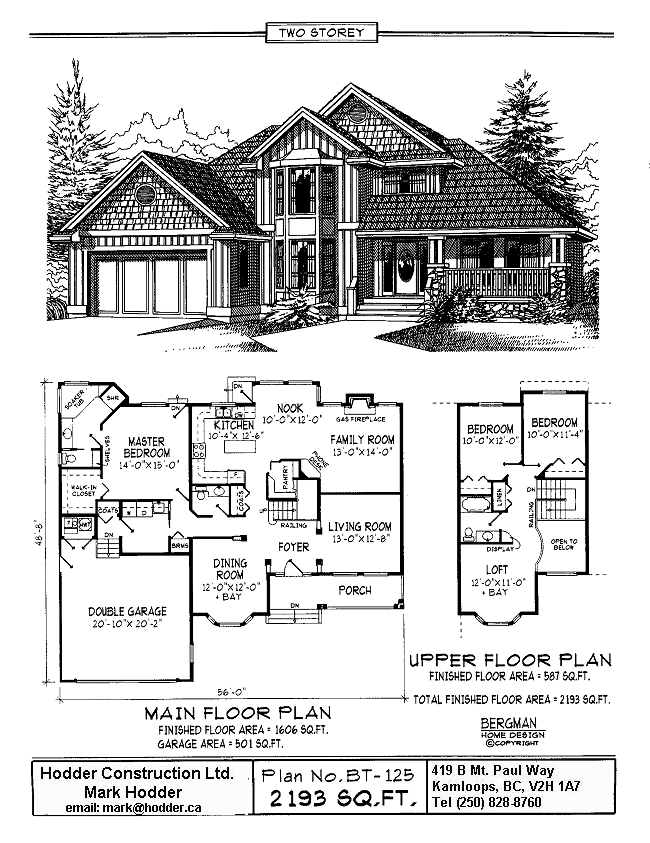 TWO STOREY
SOAKER TUB
SHR
DN
DN
SHELVES
MASTER BEDROOM
14'-0"X15'-0"
WALK-IN CLOSET
COATS
W D
F
HWT
DN
BRMS
KITCHEN
10'-4"X 12'-6"
NOOK
10'-0"X12'-0"
GAS FIREPLACE
FAMILY ROOM
13'-0"X14'-0"
PHONE DESK
PANTRY
F
COATS
RAILING
LIVING ROOM
13'-0"X12'-8"
FOYER
DINING ROOM
12'-0"X12'-0"
+ BAY
PORCH
DN
DOUBLE GARAGE
20'-10"X 20'-2"
48'-8"
56'-0"
BEDROOM
10'-0"X12'-0"
BEDROOM
10'-0"X11'-4"
LINEN
DN
RAILING
OPEN TO BELOW
DISPLAY
LOFT
12'-0"X11'-0"
+ BAY
UPPER FLOOR PLAN
FINISHED FLOOR AREA = 587 SQ.FT.
TOTAL FINISHED FLOOR AREA = 2193 SQ.FT.
MAIN FLOOR PLAN
FINISHED FLOOR AREA = 1606 SQ.FT.
GARAGE AREA = 501 SQ.FT.
BERGMAN
HOME DESIGN
©COPYRIGHT
Hodder Construction Ltd.
Mark Hodder
email: mark@hodder.ca
Plan No. BT-125
2193 SQ.FT.
419 B Mt. Paul Way
Kamloops, BC, V2H 1A7
Tel (250) 828-8760